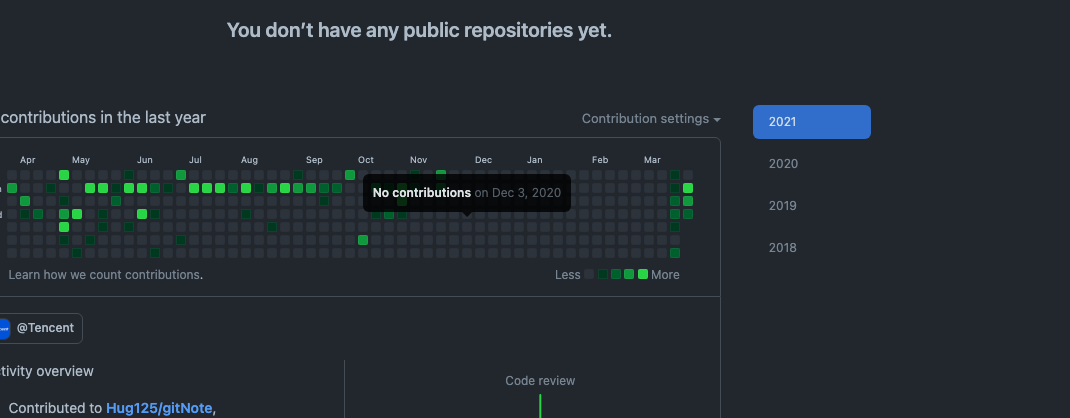 You don’t have any public repositories yet.
contributions in the last year
Contribution settings
2021
Apr May Jun Jul Aug Sep Oct Nov Dec Jan Feb Mar
2020
No contributions on Dec 3, 2020
2019
2018
Learn how we count contributions.
Less More
@Tencent
tivity overview
Code review
Contributed to Hug125/gitNote,